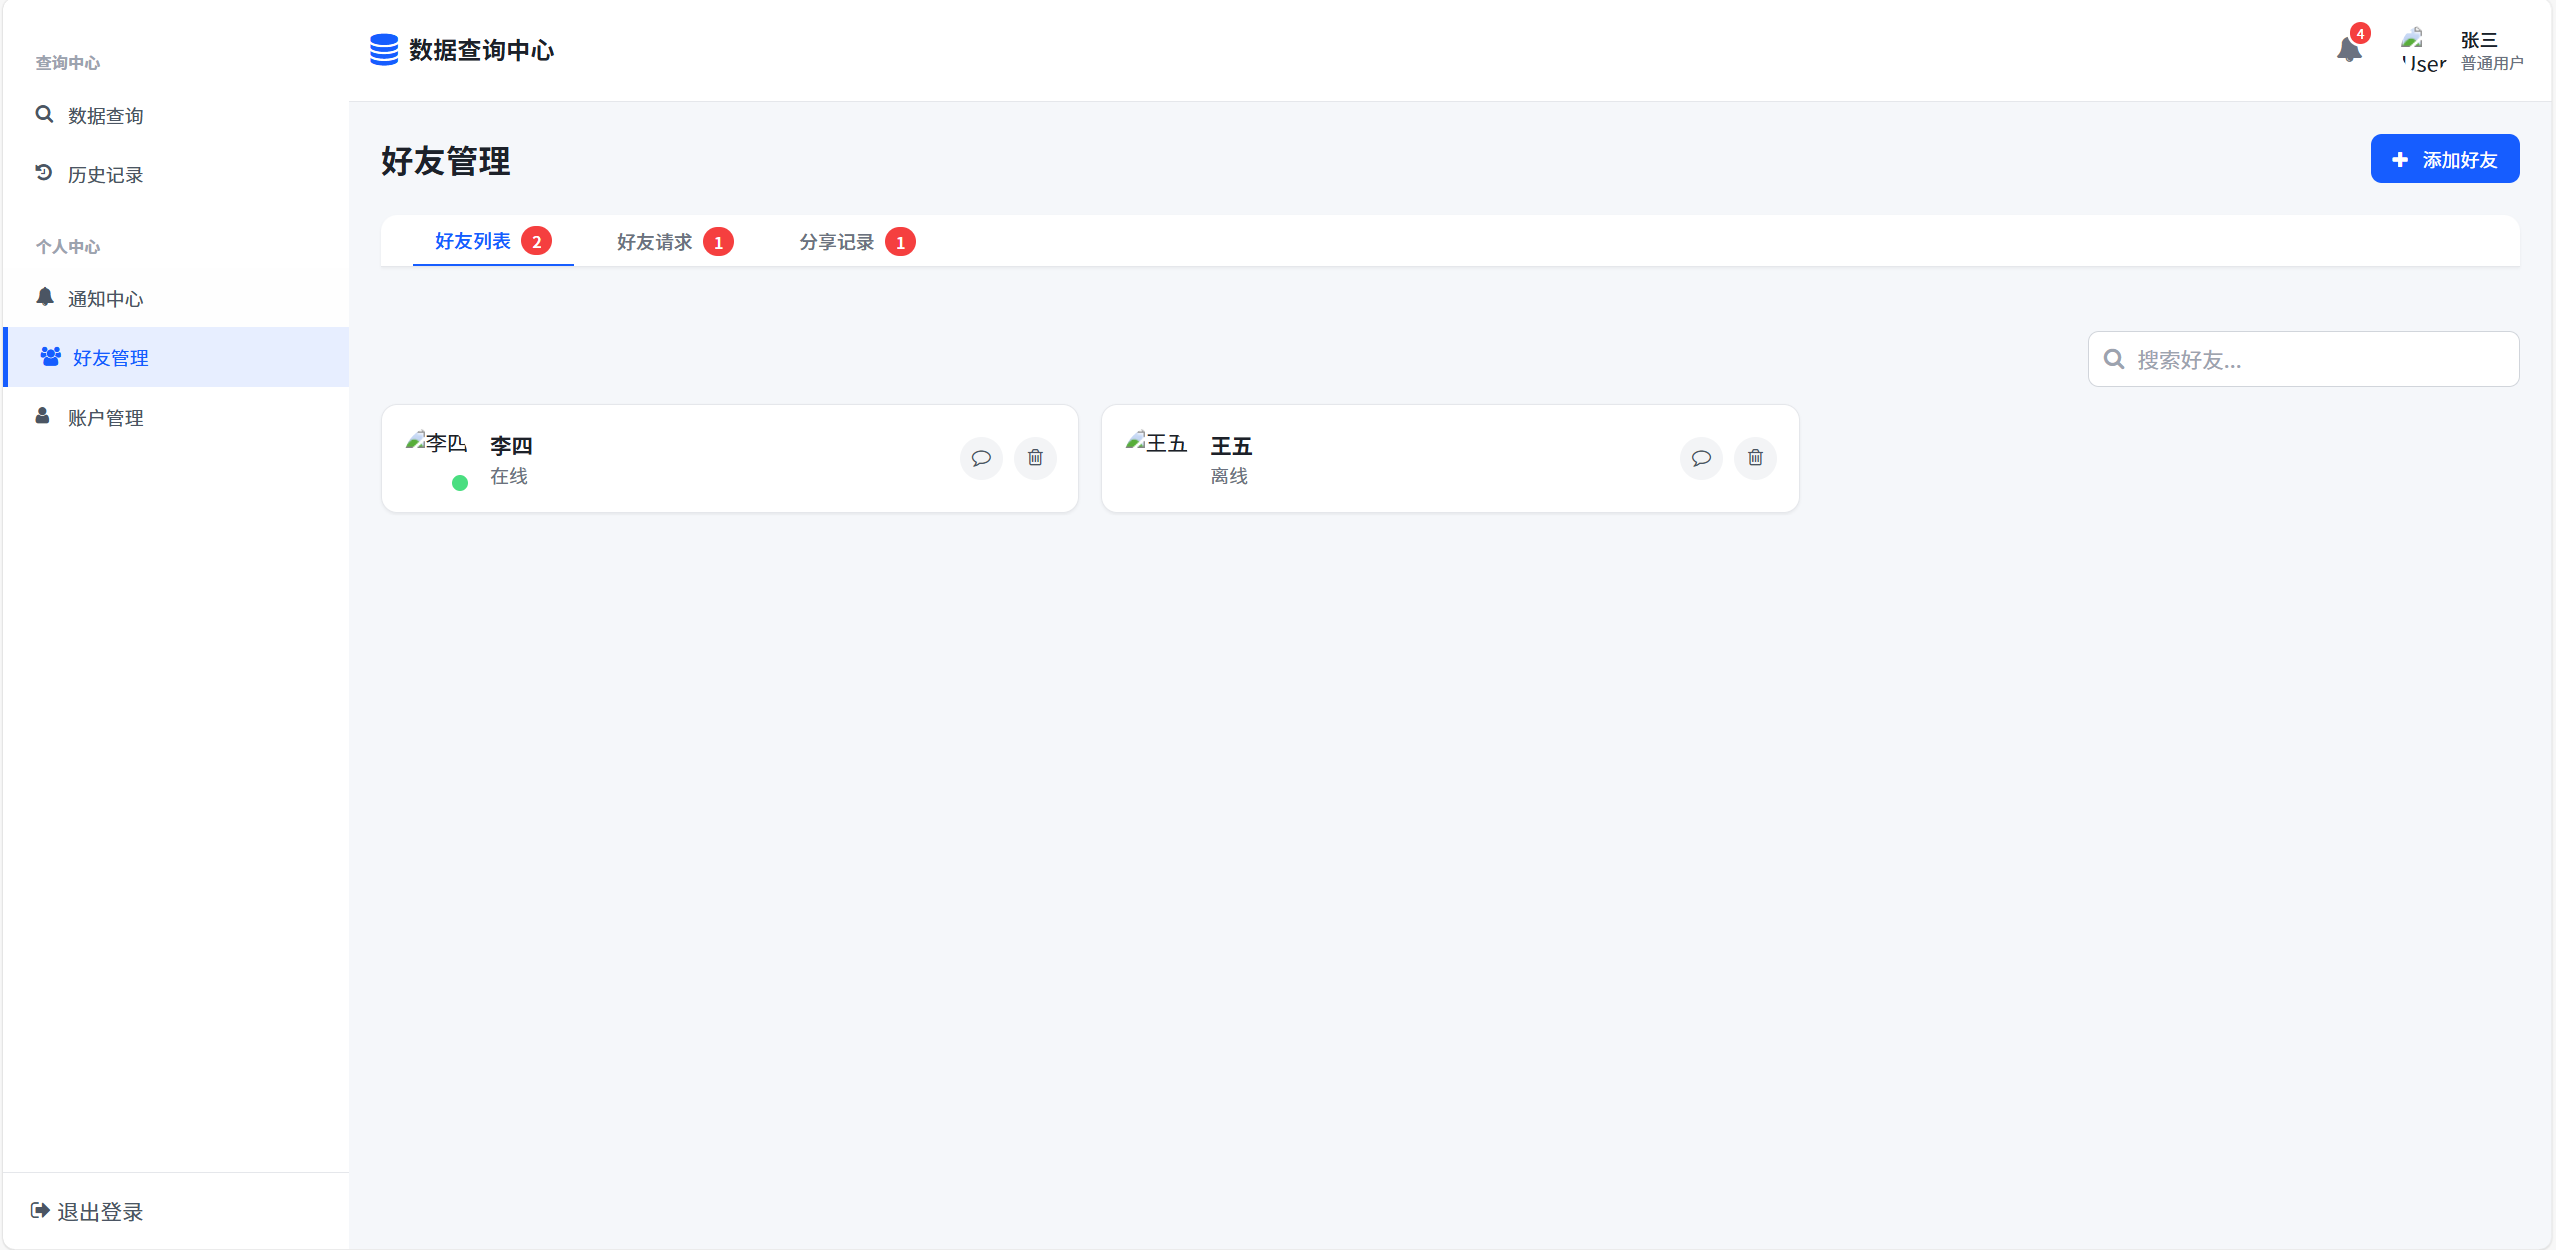 查询中心
数据查询
历史记录
个人中心
通知中心
好友管理
账户管理
退出登录
数据查询中心
4
User
张三
普通用户
好友管理
添加好友
好友列表 2
好友请求 1
分享记录 1
搜索好友...
李四
李四
在线
王五
王五
离线